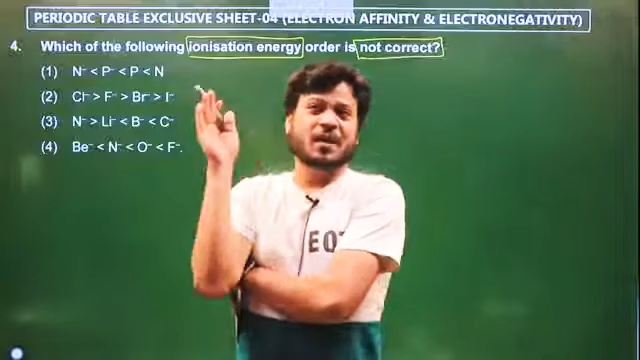 PERIODIC TABLE EXCLUSIVE SHEET-04 (ELECTRON AFFINITY & ELECTRONEGATIVITY)
4. Which of the following ionisation energy order is not correct?
(1) N⁻ < P⁻ < P < N
(2) Cl⁻ > F⁻ > Br⁻ > I⁻
(3) N⁻ > Li⁻ < B⁻ < C⁻
(4) Be⁻ < N⁻ < O⁻ < F⁻.